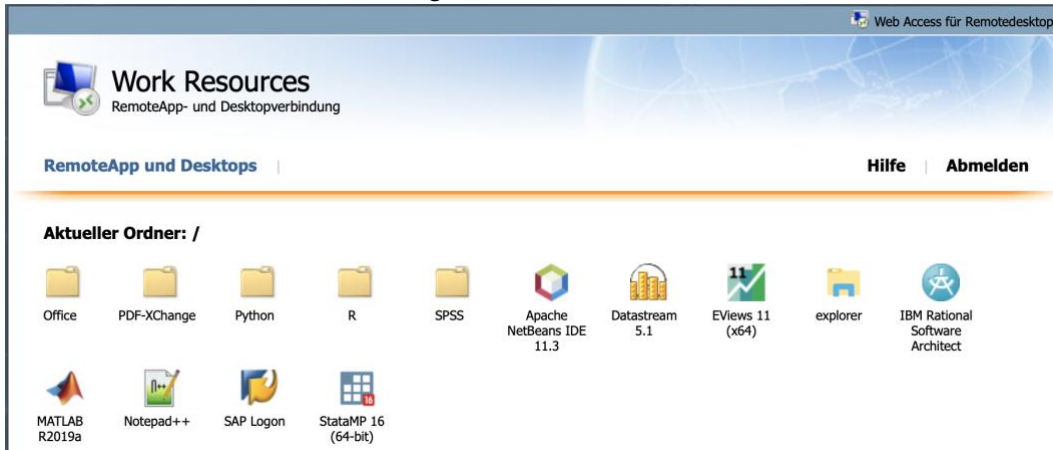 Web Access für Remotedesktop
Work Resources
RemoteApp- und Desktopverbindung
RemoteApp und Desktops
Hilfe
Abmelden
Aktueller Ordner: /
Office
PDF-XChange
Python
R
SPSS
Apache
NetBeans IDE
11.3
Datastream
5.1
11
EViews 11
(x64)
explorer
IBM Rational
Software
Architect
MATLAB
R2019a
n++
Notepad++
SAP Logon
16
StataMP 16
(64-bit)